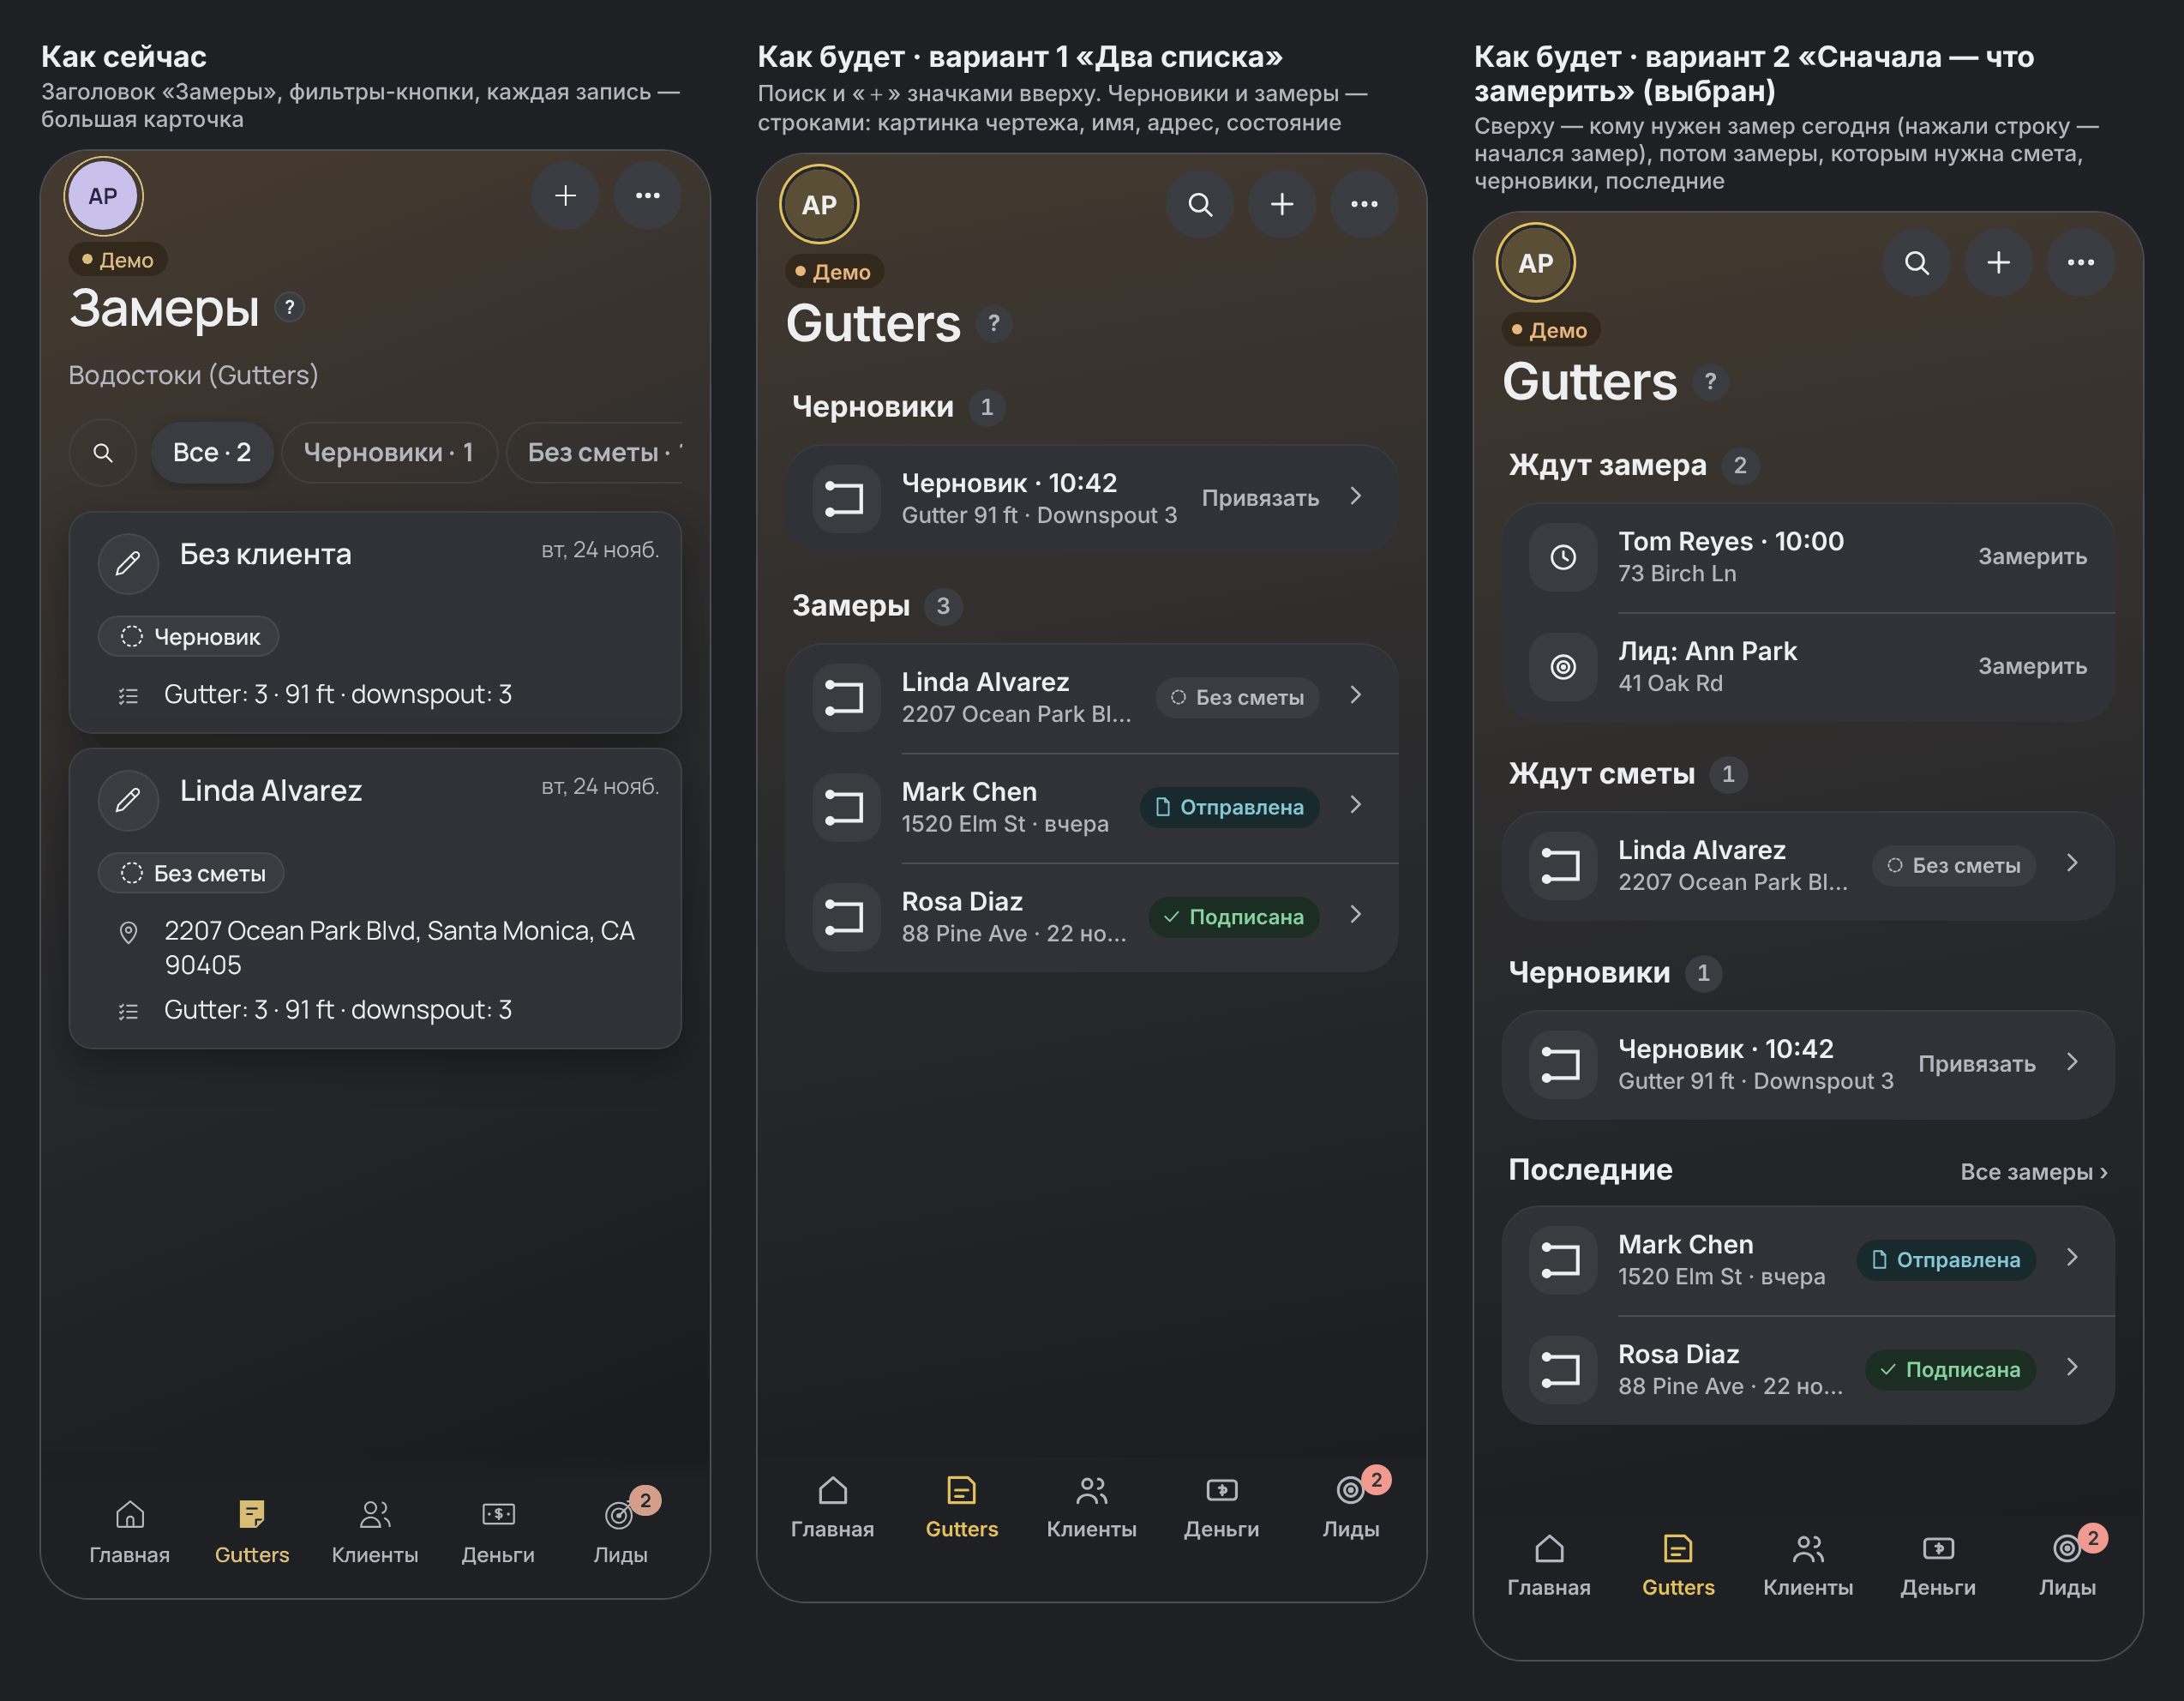 Как сейчас
Заголовок «Замеры», фильтры-кнопки, каждая запись —
большая карточка
АР
Демо
Замеры ?
Водостоки (Gutters)
Все · 2
Черновики · 1
Без сметы ·
Без клиента
вт, 24 нояб.
Черновик
Gutter: 3 · 91 ft · downspout: 3
Linda Alvarez
вт, 24 нояб.
Без сметы
2207 Ocean Park Blvd, Santa Monica, CA
90405
Gutter: 3 · 91 ft · downspout: 3
Главная
Gutters
Клиенты
Деньги
2
Лиды
Как будет · вариант 1 «Два списка»
Поиск и «+» значками вверху. Черновики и замеры —
строками: картинка чертежа, имя, адрес, состояние
АР
Демо
Gutters ?
Черновики 1
Черновик · 10:42
Gutter 91 ft · Downspout 3
Привязать
Замеры 3
Linda Alvarez
2207 Ocean Park Bl…
Без сметы
Mark Chen
1520 Elm St · вчера
Отправлена
Rosa Diaz
88 Pine Ave · 22 но…
Подписана
Главная
Gutters
Клиенты
Деньги
2
Лиды
Как будет · вариант 2 «Сначала — что
замерить» (выбран)
Сверху — кому нужен замер сегодня (нажали строку —
начался замер), потом замеры, которым нужна смета,
черновики, последние
АР
Демо
Gutters ?
Ждут замера 2
Tom Reyes · 10:00
73 Birch Ln
Замерить
Лид: Ann Park
41 Oak Rd
Замерить
Ждут сметы 1
Linda Alvarez
2207 Ocean Park Bl…
Без сметы
Черновики 1
Черновик · 10:42
Gutter 91 ft · Downspout 3
Привязать
Последние
Все замеры ›
Mark Chen
1520 Elm St · вчера
Отправлена
Rosa Diaz
88 Pine Ave · 22 но…
Подписана
Главная
Gutters
Клиенты
Деньги
2
Лиды